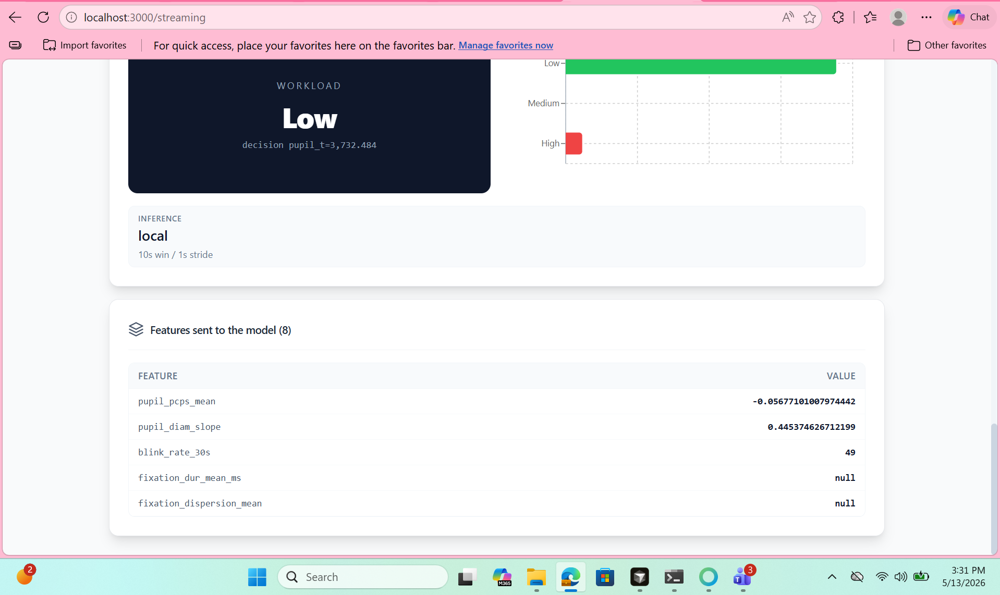 localhost:3000/streaming
Chat
Import favorites
For quick access, place your favorites here on the favorites bar. Manage favorites now
Other favorites
WORKLOAD
Low
decision pupil_t=3,732.484
Low
Medium
High
INFERENCE
local
10s win / 1s stride
Features sent to the model (8)
FEATURE VALUE
pupil_pcps_mean -0.05677101007974442
pupil_diam_slope 0.445374626712199
blink_rate_30s 49
fixation_dur_mean_ms null
fixation_dispersion_mean null
2
Search
M365
T
3
3:31 PM
5/13/2026